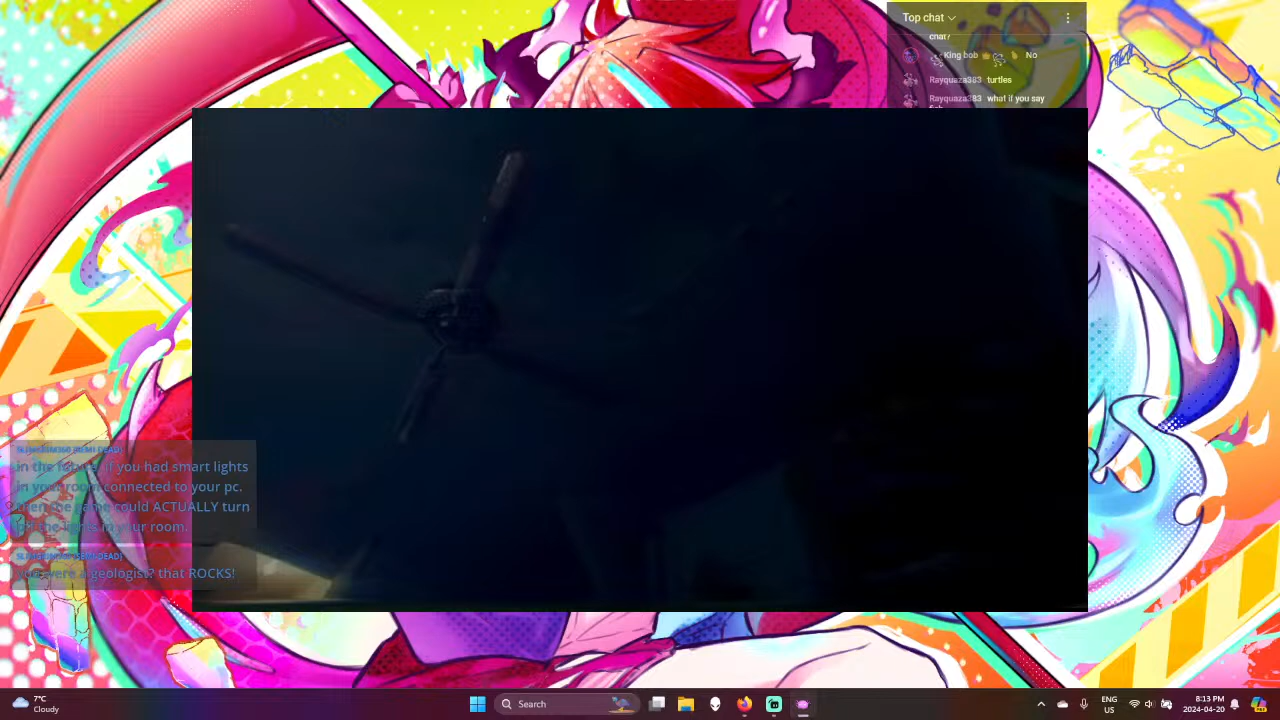 Top chat
chat?
King bob No
Rayquaza383 turtles
Rayquaza383 what if you say
fish
in the future, if you had smart lights
in your room connected to your pc.
then the game could ACTUALLY turn
off the lights in your room.
you were a geologist? that ROCKS!
7°C
Cloudy
Search
ENG
US
8:13 PM
2024-04-20